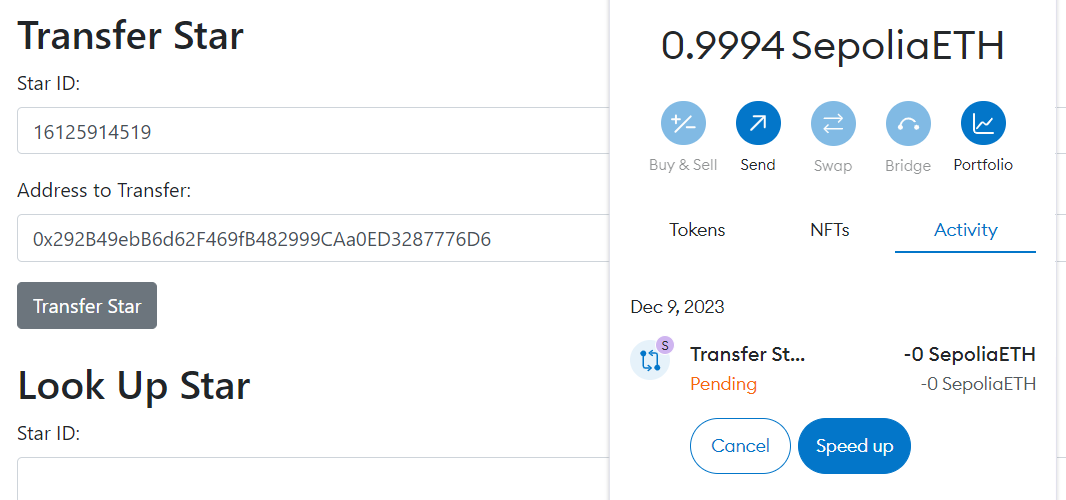 Transfer Star
Star ID:
16125914519
Address to Transfer:
0x292B49ebB6d62F469fB482999CAa0ED3287776D6
Transfer Star
Look Up Star
Star ID:
0.9994 SepoliaETH
Buy & Sell Send Swap Bridge Portfolio
Tokens NFTs Activity
Dec 9, 2023
S
Transfer St... -0 SepoliaETH
Pending -0 SepoliaETH
Cancel Speed up